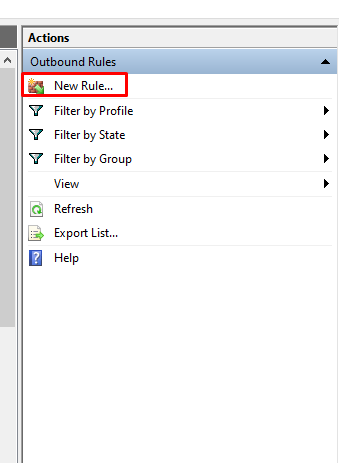 Actions
Outbound Rules
New Rule...
Filter by Profile
Filter by State
Filter by Group
View
Refresh
Export List...
Help